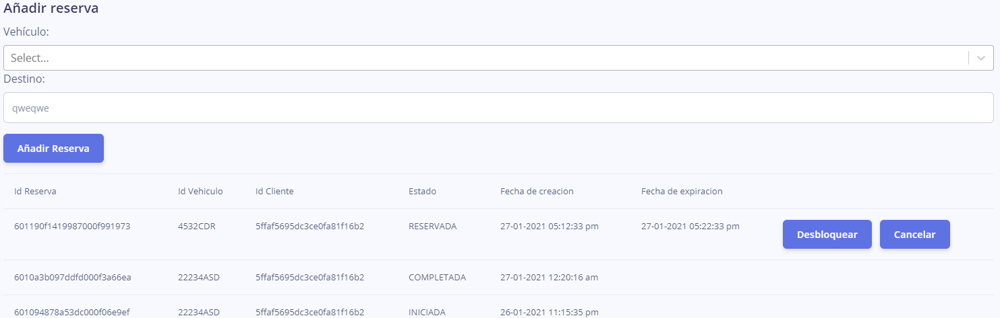 Añadir reserva
Vehículo:
Select...
Destino:
qweqwe
Añadir Reserva
Id Reserva Id Vehiculo Id Cliente Estado Fecha de creacion Fecha de expiracion
601190f1419987000f991973 4532CDR 5ffaf5695dc3ce0fa81f16b2 RESERVADA 27-01-2021 05:12:33 pm 27-01-2021 05:22:33 pm Desbloquear Cancelar
6010a3b097ddfd000f3a66ea 22234ASD 5ffaf5695dc3ce0fa81f16b2 COMPLETADA 27-01-2021 12:20:16 am
601094878a53dc000f06e9ef 22234ASD 5ffaf5695dc3ce0fa81f16b2 INICIADA 26-01-2021 11:15:35 pm